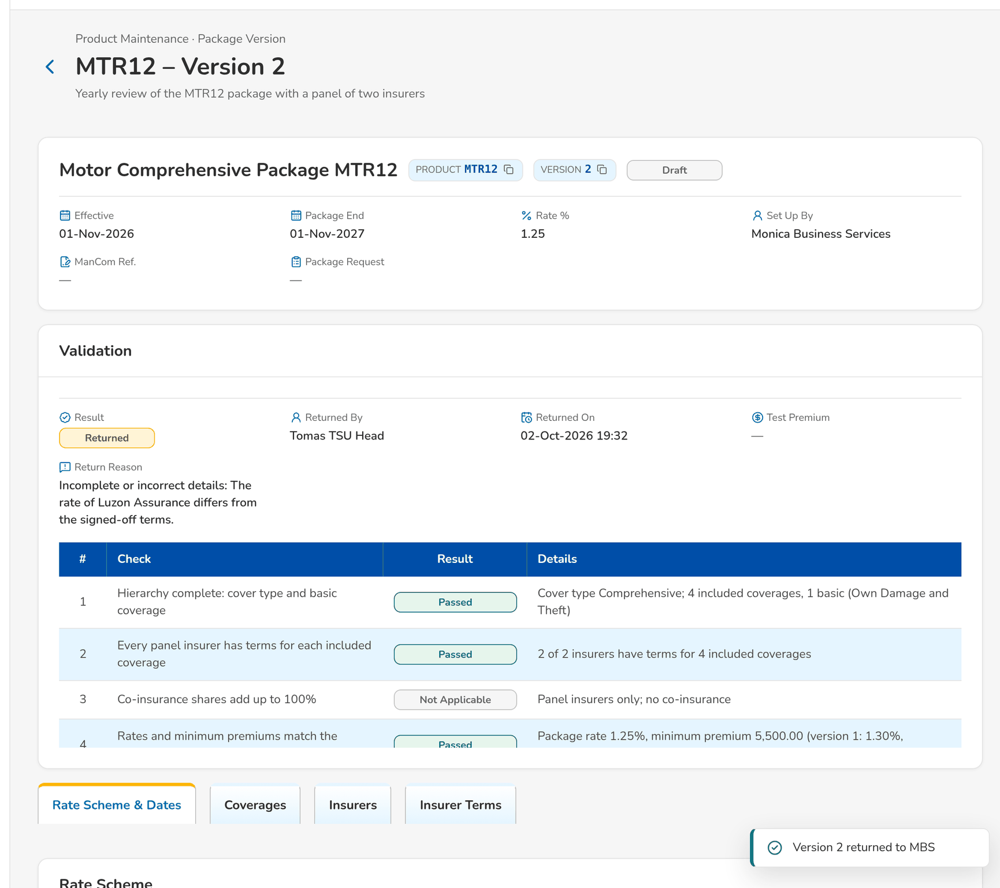 Product Maintenance · Package Version
MTR12 – Version 2
Yearly review of the MTR12 package with a panel of two insurers
Motor Comprehensive Package MTR12
PRODUCT MTR12
VERSION 2
Draft
Effective
01-Nov-2026
Package End
01-Nov-2027
Rate %
1.25
Set Up By
Monica Business Services
ManCom Ref.
—
Package Request
—
Validation
Result
Returned
Returned By
Tomas TSU Head
Returned On
02-Oct-2026 19:32
Test Premium
—
Return Reason
Incomplete or incorrect details: The
rate of Luzon Assurance differs from
the signed-off terms.
# Check Result Details
1 Hierarchy complete: cover type and basic
coverage
Passed
Cover type Comprehensive; 4 included coverages, 1 basic (Own Damage and
Theft)
2 Every panel insurer has terms for each included
coverage
Passed
2 of 2 insurers have terms for 4 included coverages
3 Co-insurance shares add up to 100%
Not Applicable
Panel insurers only; no co-insurance
4 Rates and minimum premiums match the
Passed
Package rate 1.25%, minimum premium 5,500.00 (version 1: 1.30%,
Rate Scheme & Dates
Coverages
Insurers
Insurer Terms
Version 2 returned to MBS
Rate Scheme